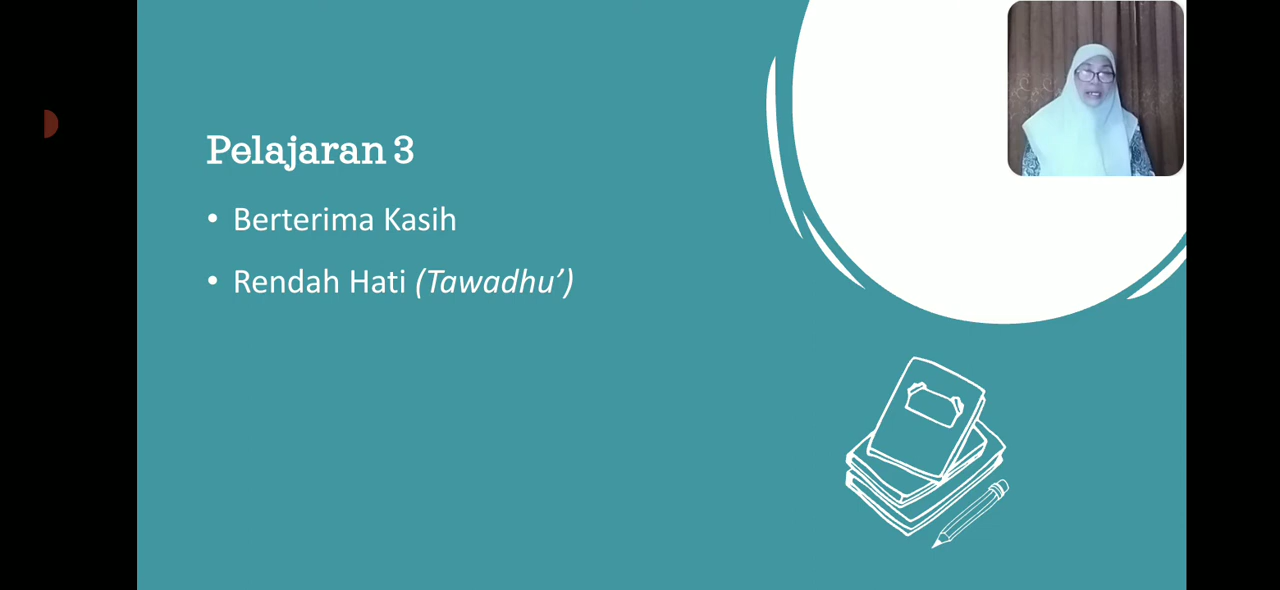 Pelajaran 3
• Berterima Kasih
• Rendah Hati (Tawadhu’)